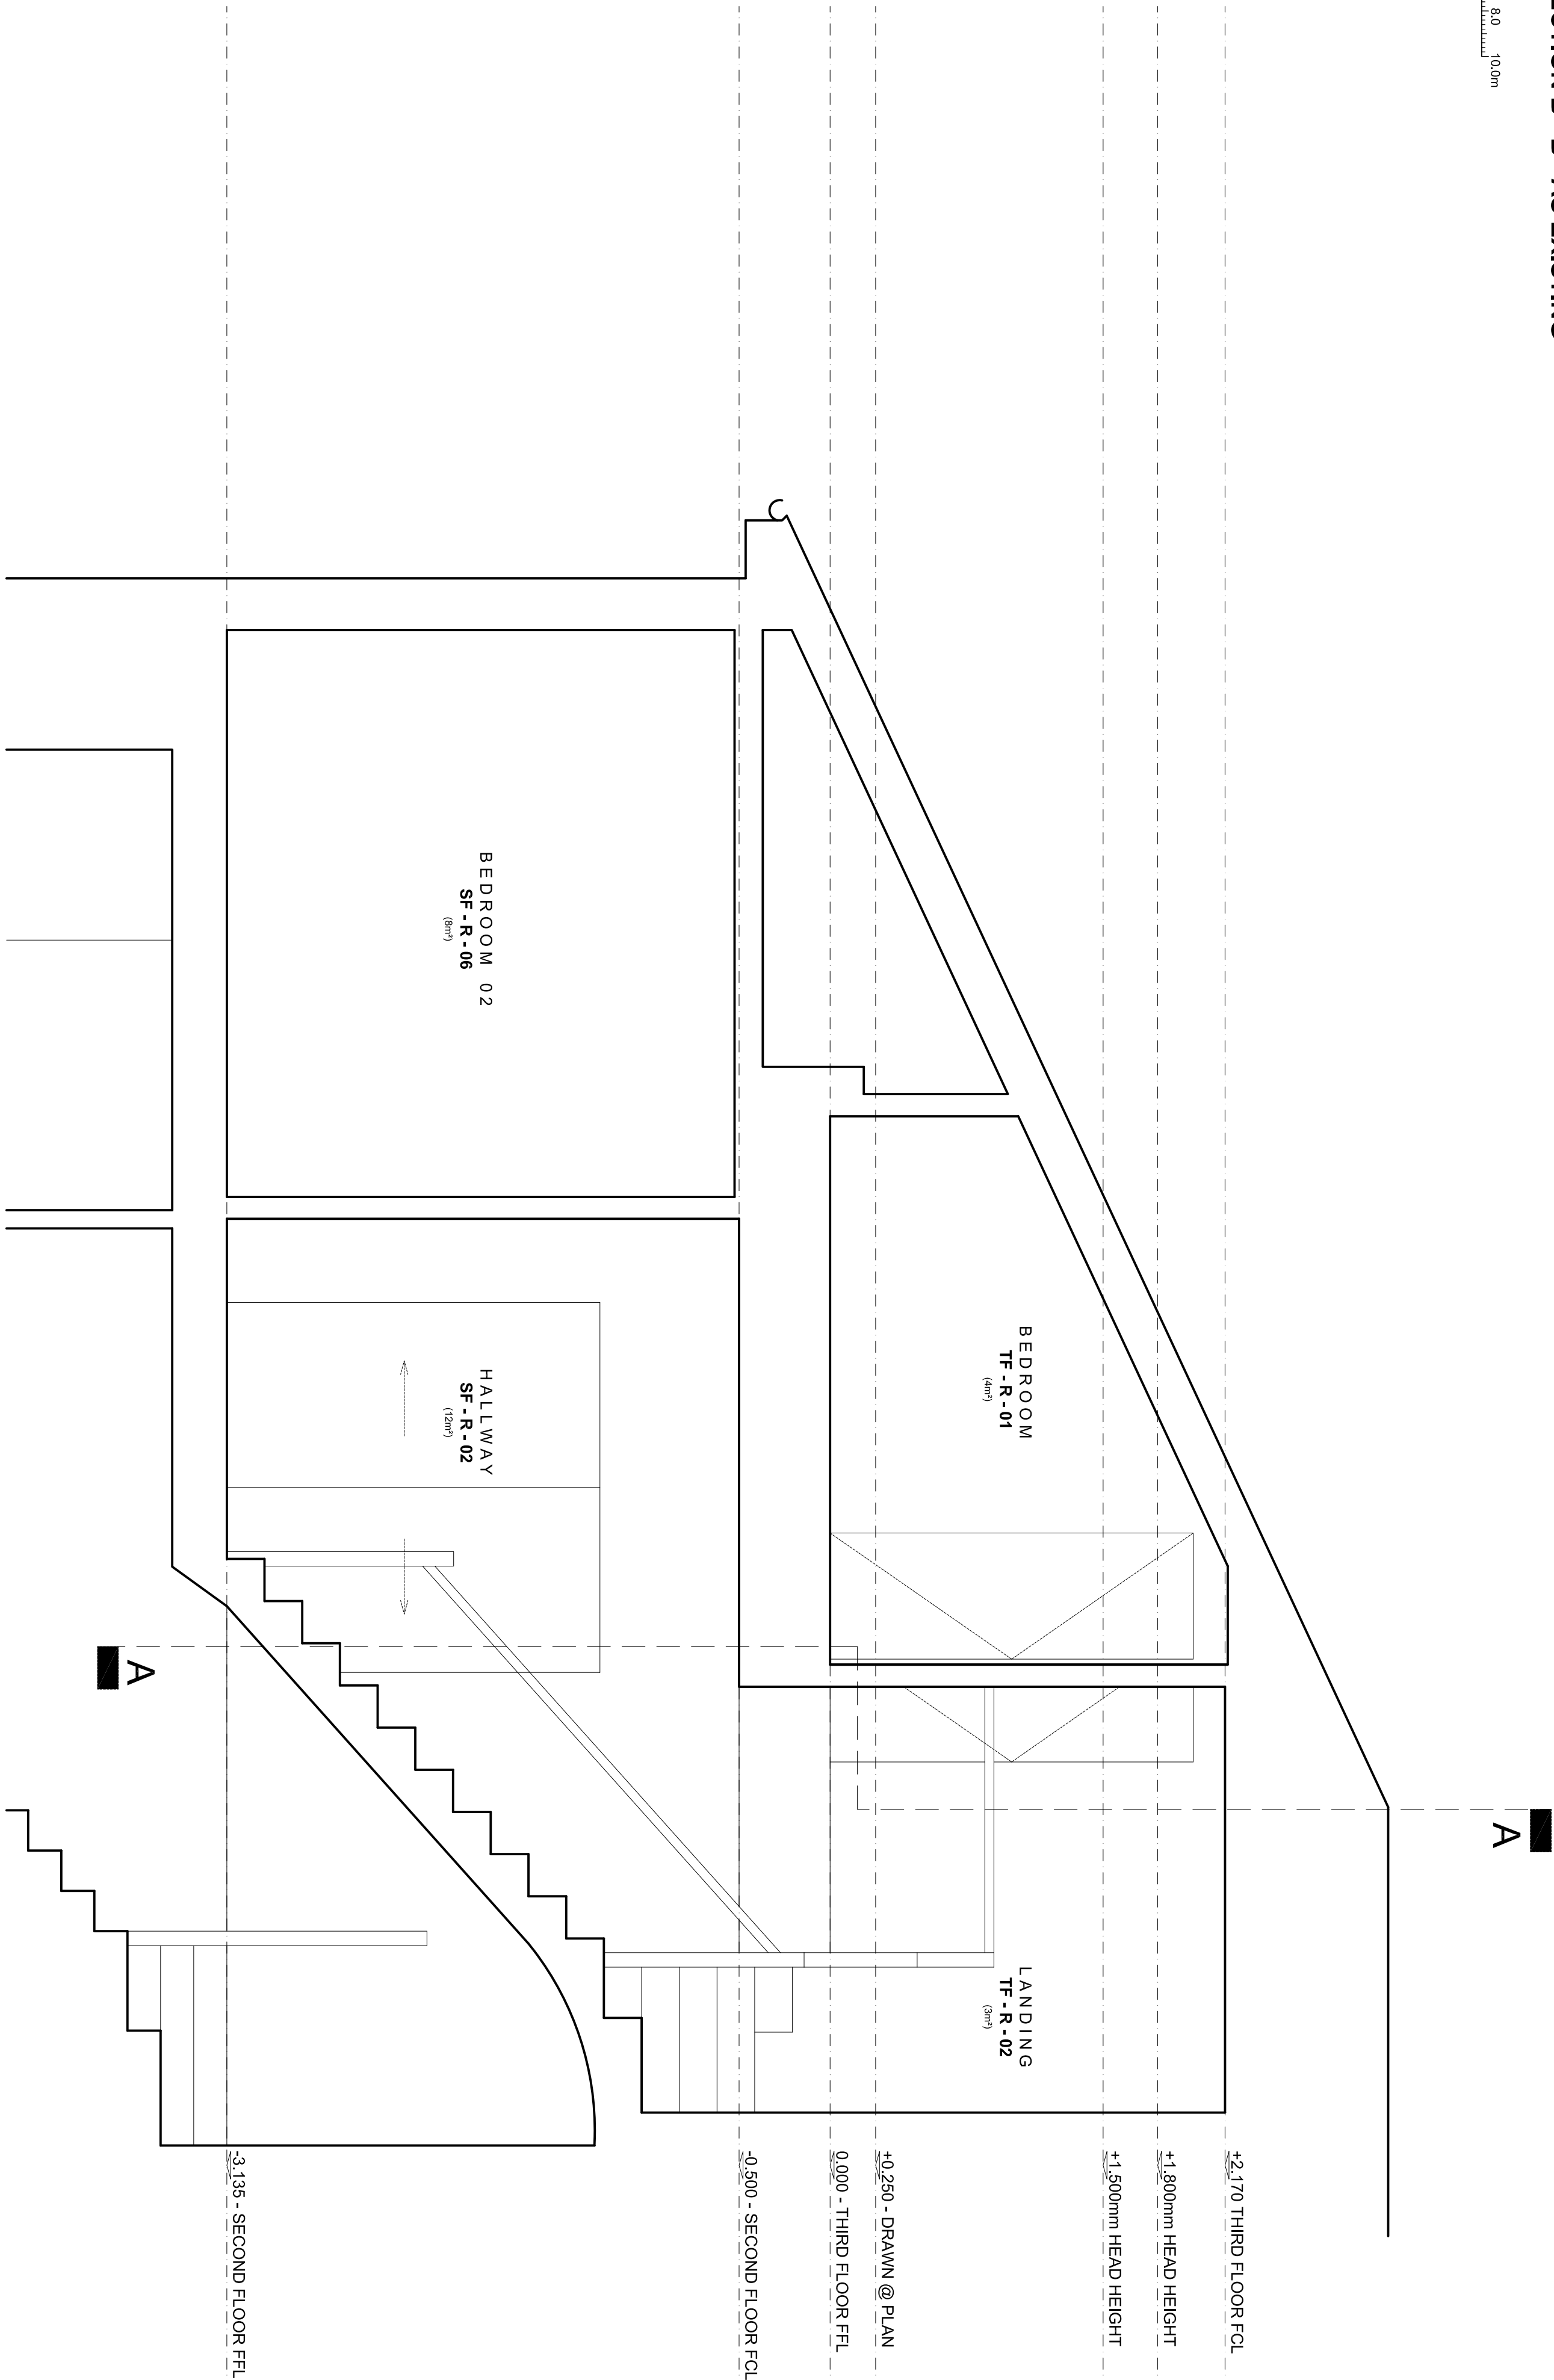 8.0
10.0m
+2.170 THIRD FLOOR FCL
+1.800mm HEAD HEIGHT
+1.500mm HEAD HEIGHT
+0.250 - DRAWN @ PLAN
0.000 - THIRD FLOOR FFL
-0.500 - SECOND FLOOR FCL
-3.135 - SECOND FLOOR FFL
BEDROOM
TF - R - 01
(4m²)
LANDING
TF - R - 02
(3m²)
BEDROOM 02
SF - R - 06
(8m²)
HALLWAY
SF - R - 02
(12m²)
A
A